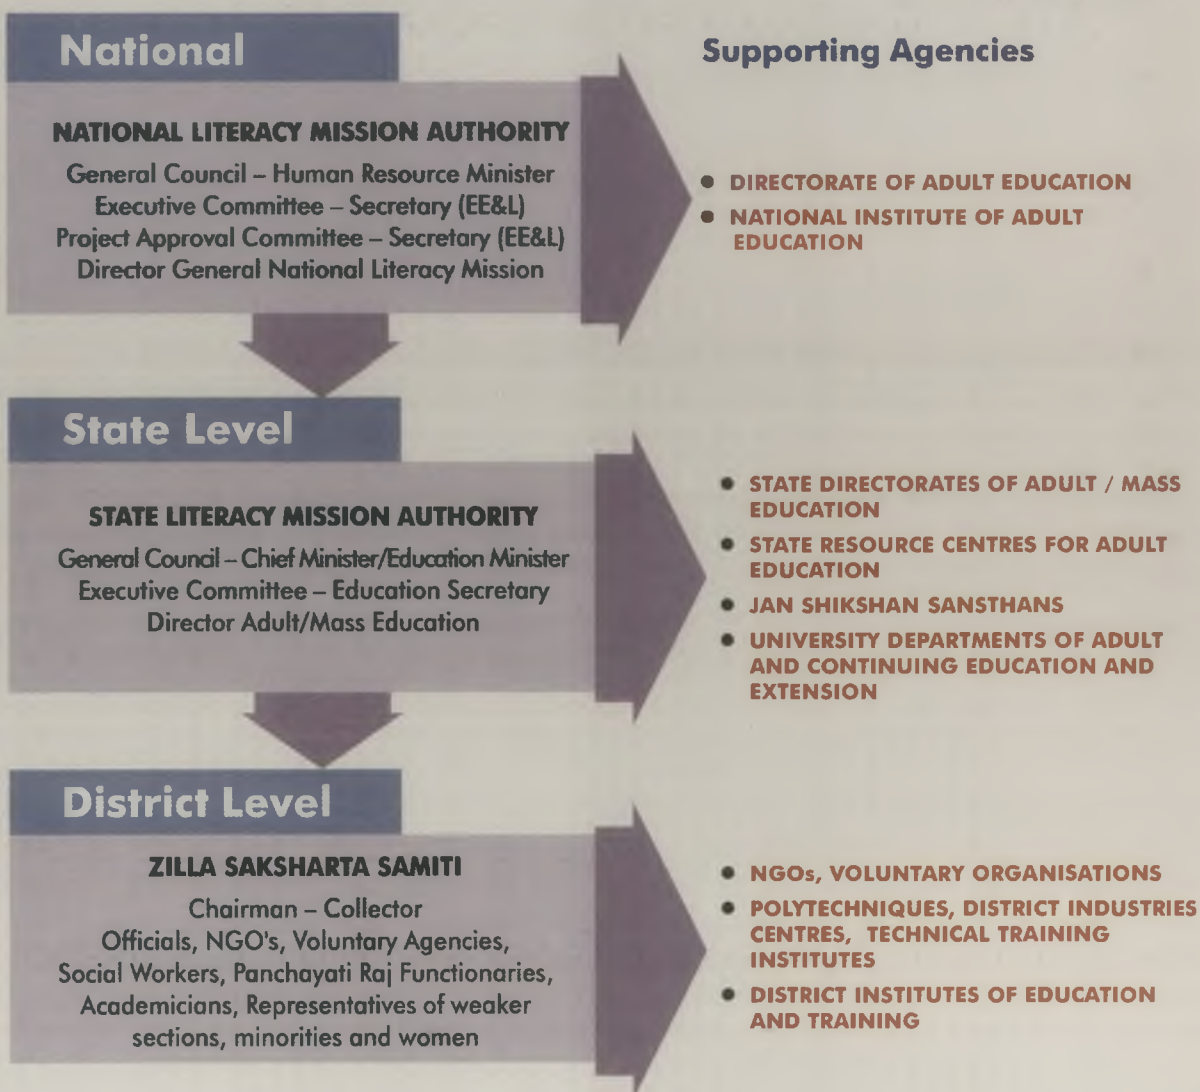 National
Supporting Agencies
NATIONAL LITERACY MISSION AUTHORITY
General Council – Human Resource Minister
Executive Committee – Secretary (EE&L)
Project Approval Committee – Secretary (EE&L)
Director General National Literacy Mission
● DIRECTORATE OF ADULT EDUCATION
● NATIONAL INSTITUTE OF ADULT
EDUCATION
State Level
STATE LITERACY MISSION AUTHORITY
General Council – Chief Minister/Education Minister
Executive Committee – Education Secretary
Director Adult/Mass Education
● STATE DIRECTORATES OF ADULT / MASS
EDUCATION
● STATE RESOURCE CENTRES FOR ADULT
EDUCATION
● JAN SHIKSHAN SANSTHANS
● UNIVERSITY DEPARTMENTS OF ADULT
AND CONTINUING EDUCATION AND
EXTENSION
District Level
ZILLA SAKSHARTA SAMITI
Chairman – Collector
Officials, NGO's, Voluntary Agencies,
Social Workers, Panchayati Raj Functionaries,
Academicians, Representatives of weaker
sections, minorities and women
● NGOs, VOLUNTARY ORGANISATIONS
● POLYTECHNIQUES, DISTRICT INDUSTRIES
CENTRES, TECHNICAL TRAINING
INSTITUTES
● DISTRICT INSTITUTES OF EDUCATION
AND TRAINING